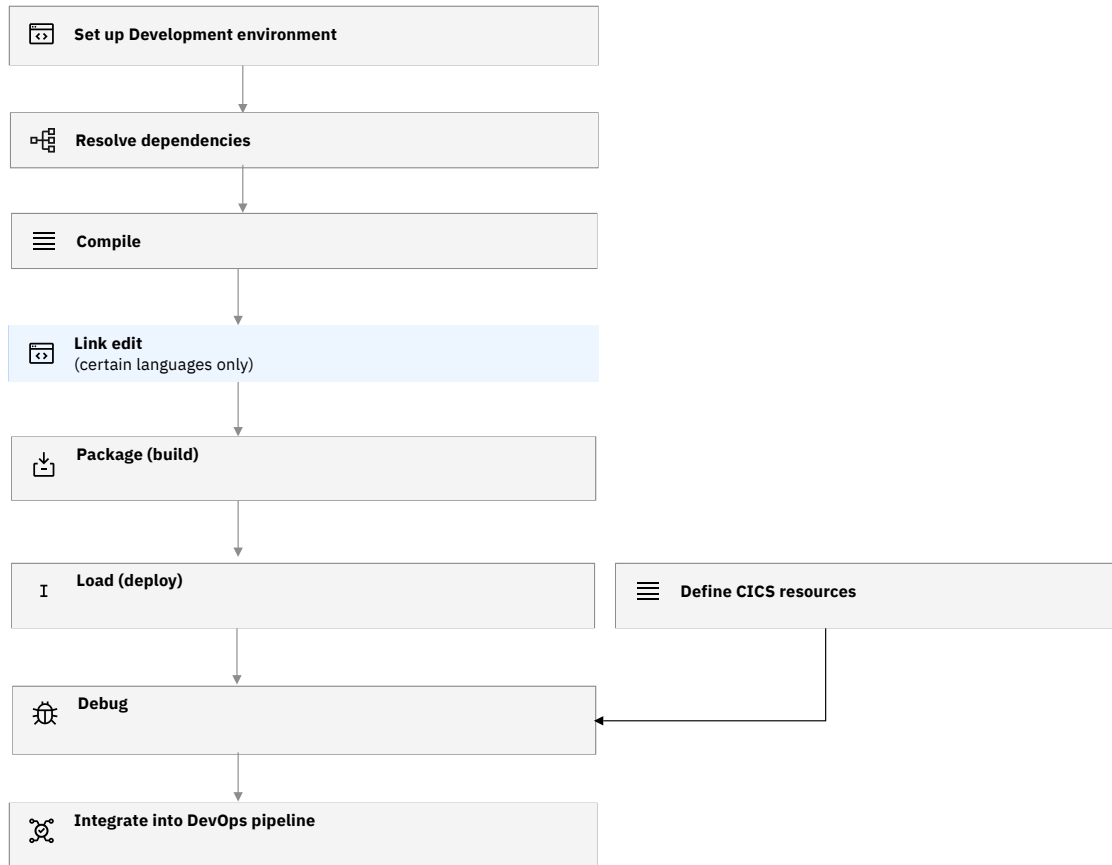 Set up Development environment
Resolve dependencies
Compile
Link edit
(certain languages only)
Package (build)
Load (deploy)
Define CICS resources
Debug
Integrate into DevOps pipeline